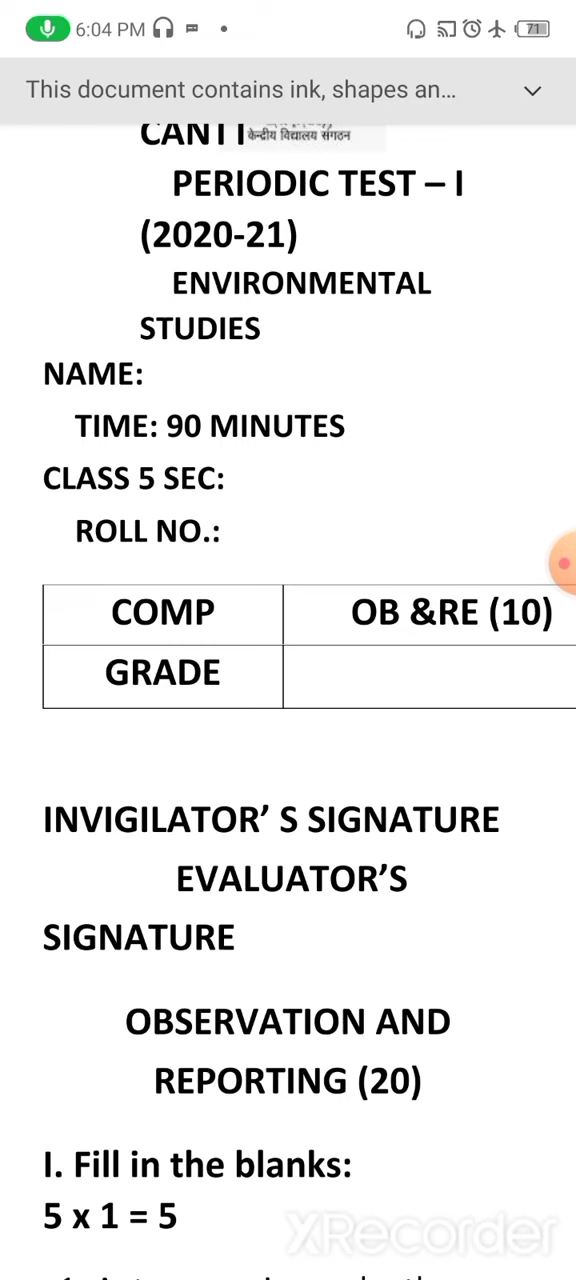 6:04 PM
71
This document contains ink, shapes an...
केन्द्रीय विद्यालय संगठन
PERIODIC TEST – I
(2020-21)
ENVIRONMENTAL
STUDIES
NAME:
TIME: 90 MINUTES
CLASS 5 SEC:
ROLL NO.:
COMP OB &RE (10)
GRADE
INVIGILATOR’ S SIGNATURE
EVALUATOR’S
SIGNATURE
OBSERVATION AND
REPORTING (20)
I. Fill in the blanks:
5 x 1 = 5
XRecorder